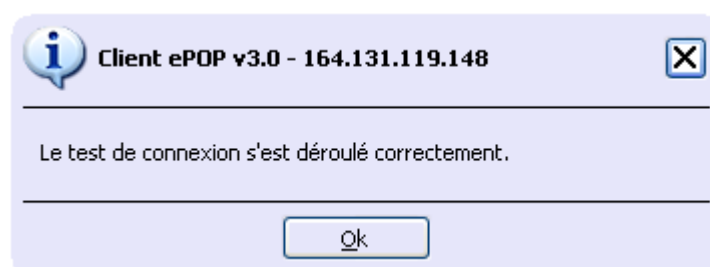 Client ePOP v3.0 - 164.131.119.148
Le test de connexion s'est déroulé correctement.
Ok